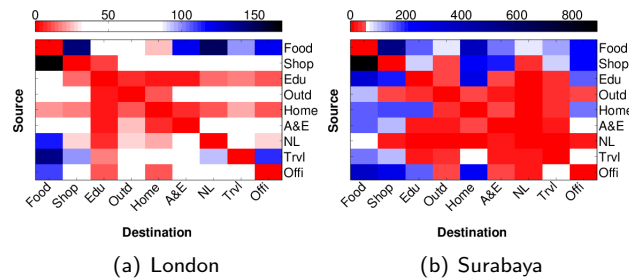 0 50 100 150
Food
Shop
Edu
Outd
Home
A&E
NL
Trvl
Offi
Source
Food Shop Edu Outd Home A&E NL Trvl Offi
Destination
(a) London
0 200 400 600 800
Food
Shop
Edu
Outd
Home
A&E
NL
Trvl
Offi
Source
Food Shop Edu Outd Home A&E NL Trvl Offi
Destination
(b) Surabaya